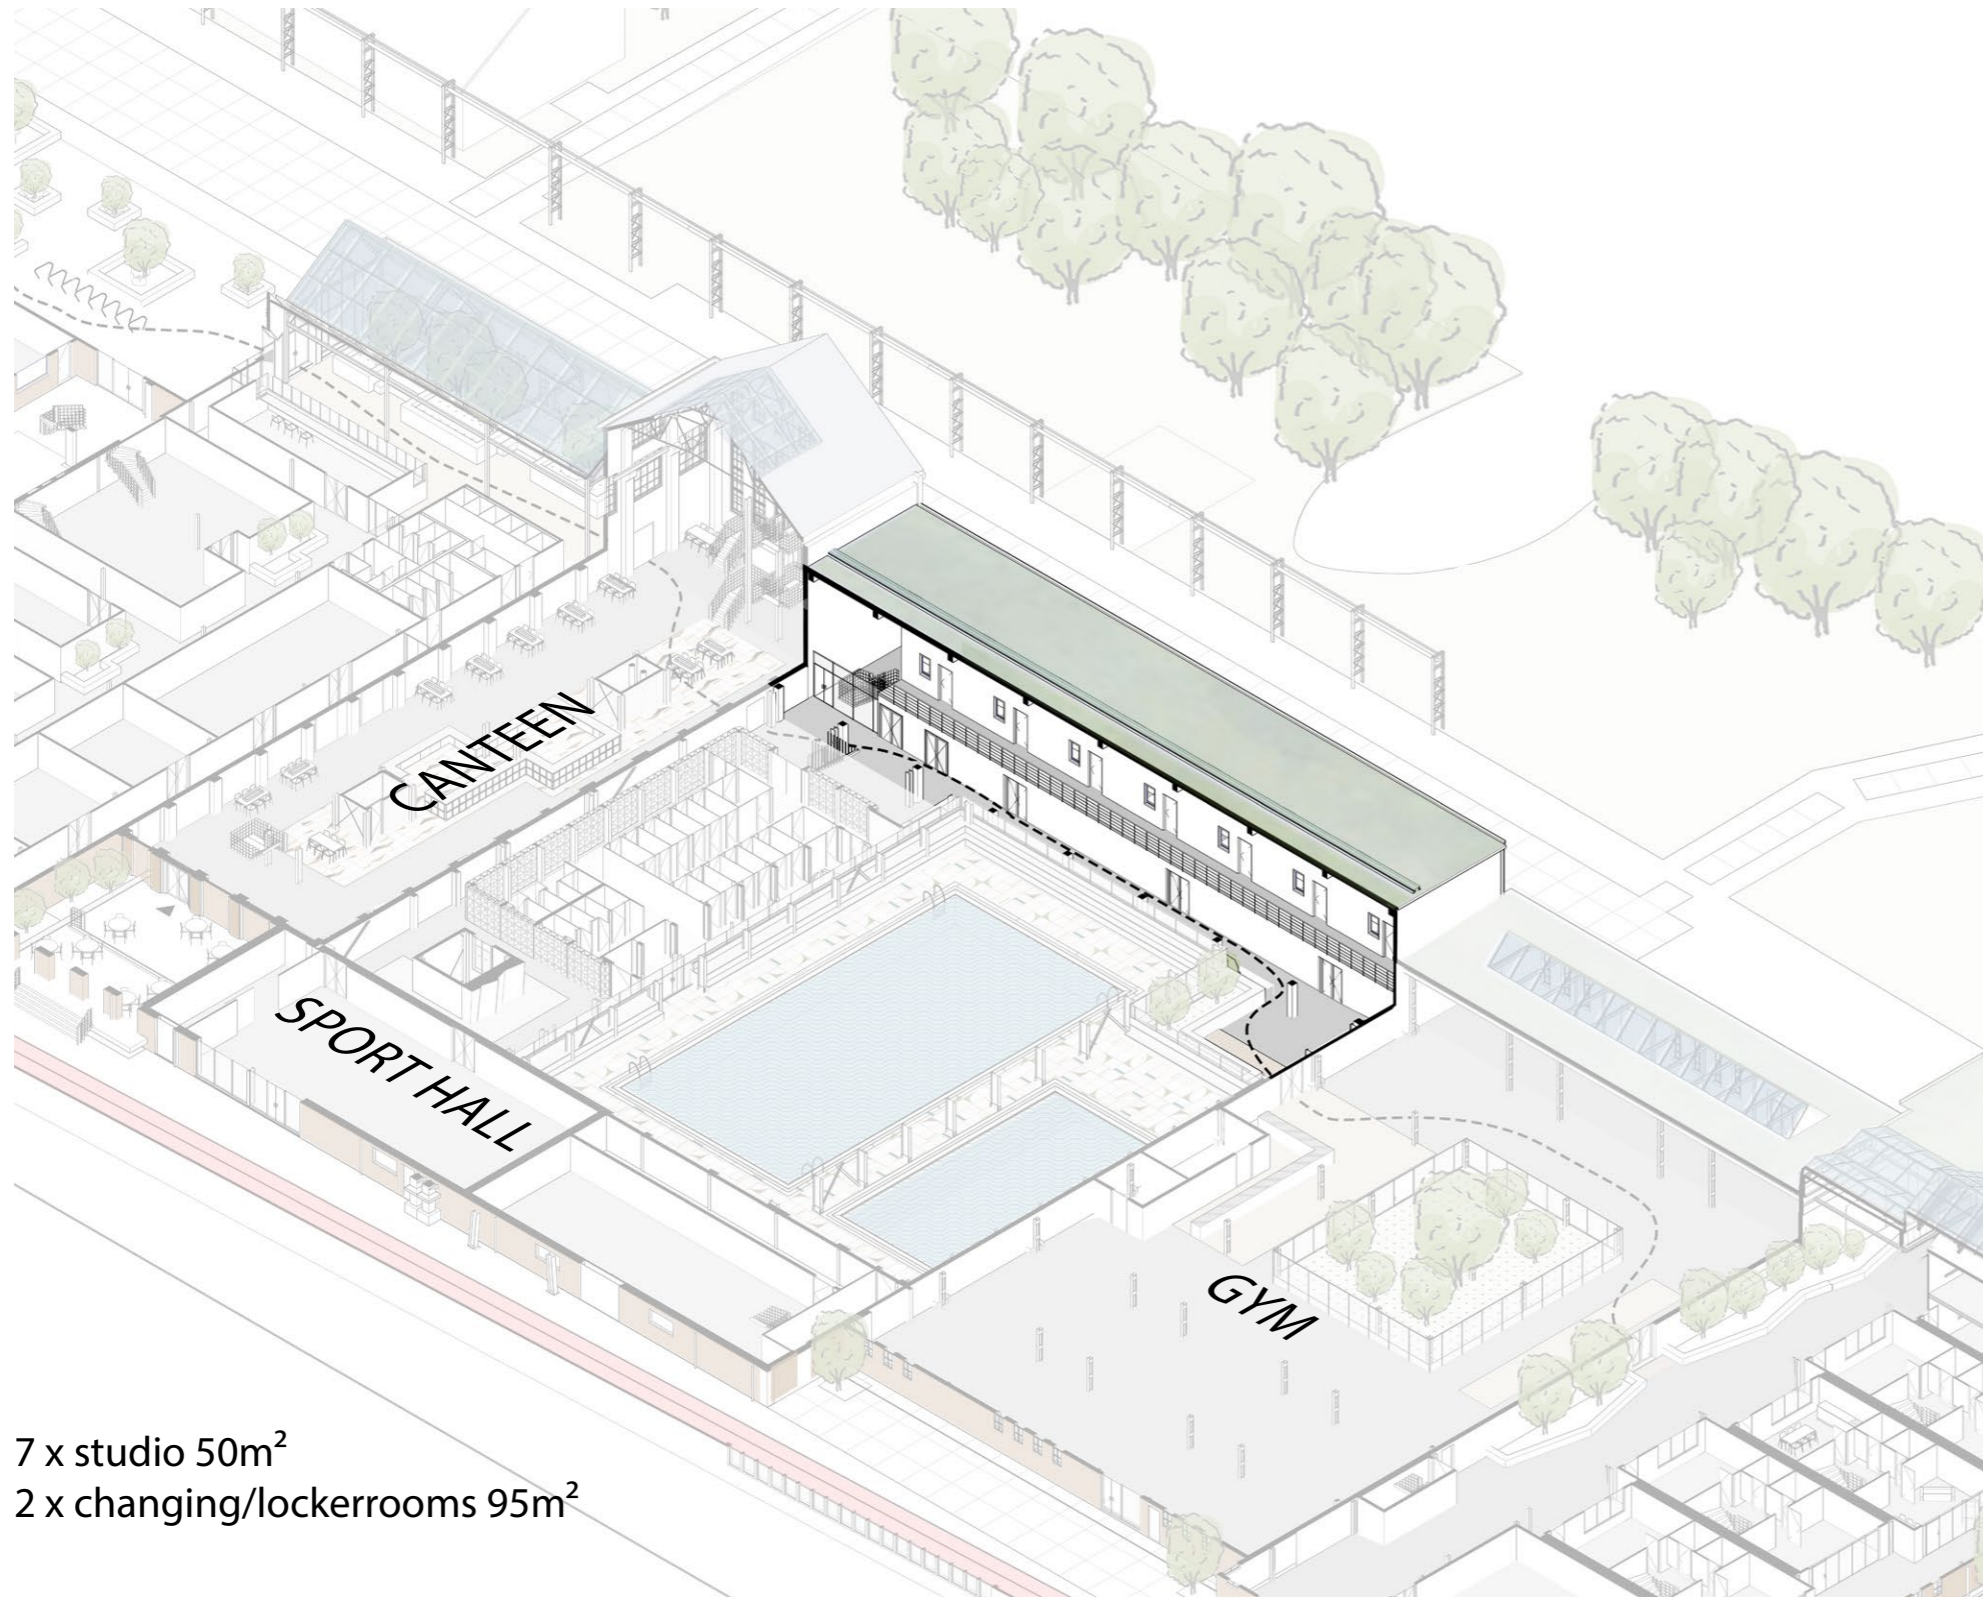 CANTEEN
SPORT HALL
GYM
7 x studio 50m²
2 x changing/lockerrooms 95m²